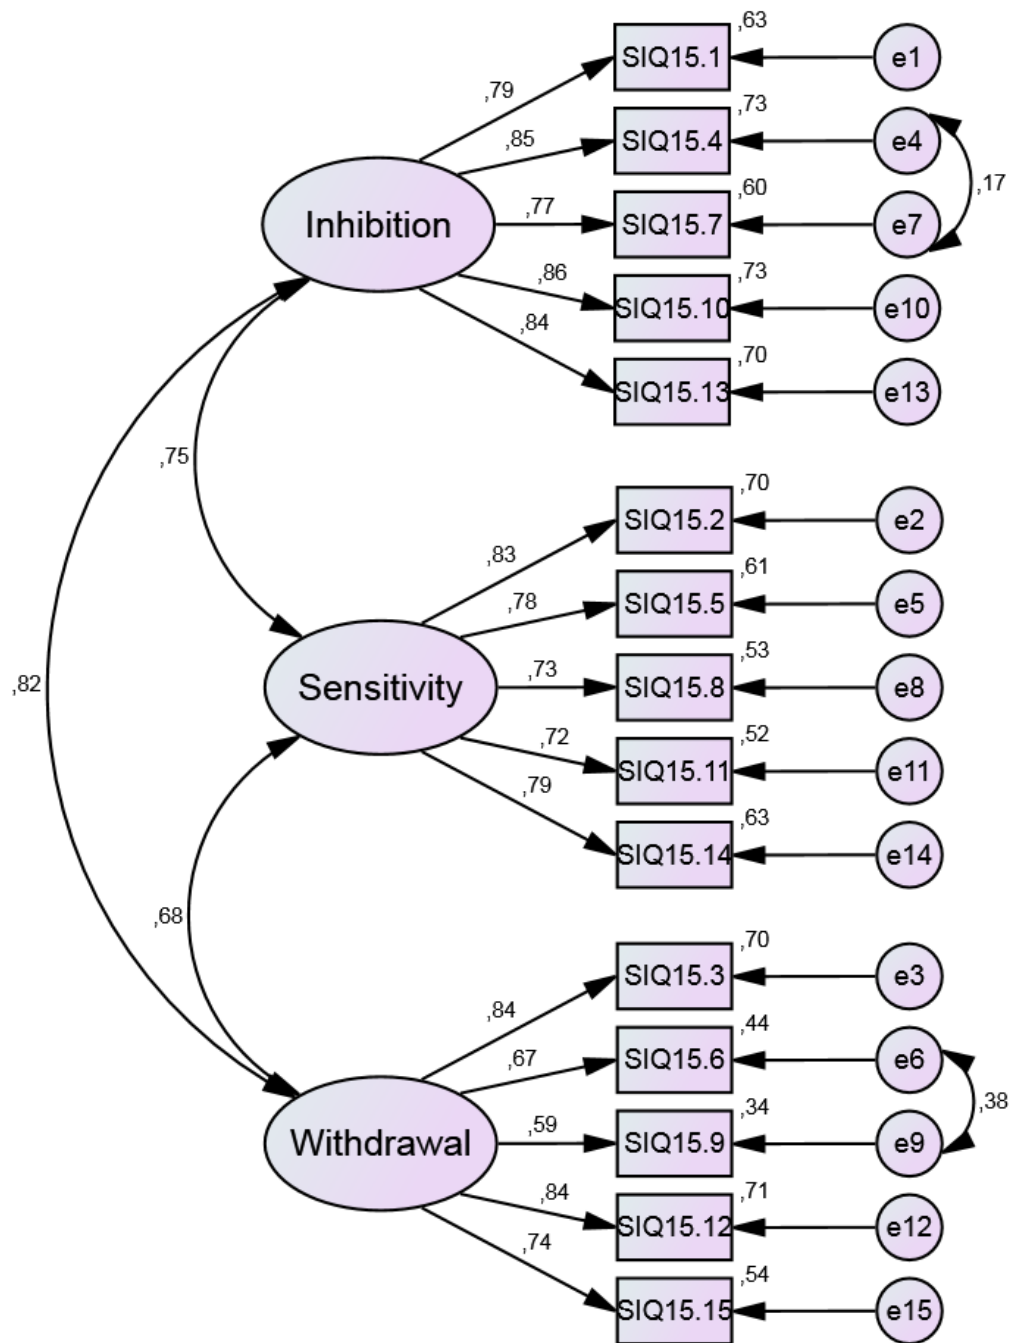 ,63
SIQ15.1
e1
,79
,73
SIQ15.4
e4
,85
,17
,60
SIQ15.7
e7
,77
Inhibition
,73
SIQ15.10
e10
,86
,70
SIQ15.13
e13
,84
,75
,70
SIQ15.2
e2
,83
,61
SIQ15.5
e5
,78
,53
SIQ15.8
e8
,73
Sensitivity
,82
,52
SIQ15.11
e11
,72
,63
SIQ15.14
e14
,79
,68
,70
SIQ15.3
e3
,84
,44
SIQ15.6
e6
,67
,38
,34
SIQ15.9
e9
,59
Withdrawal
,71
SIQ15.12
e12
,84
,54
SIQ15.15
e15
,74